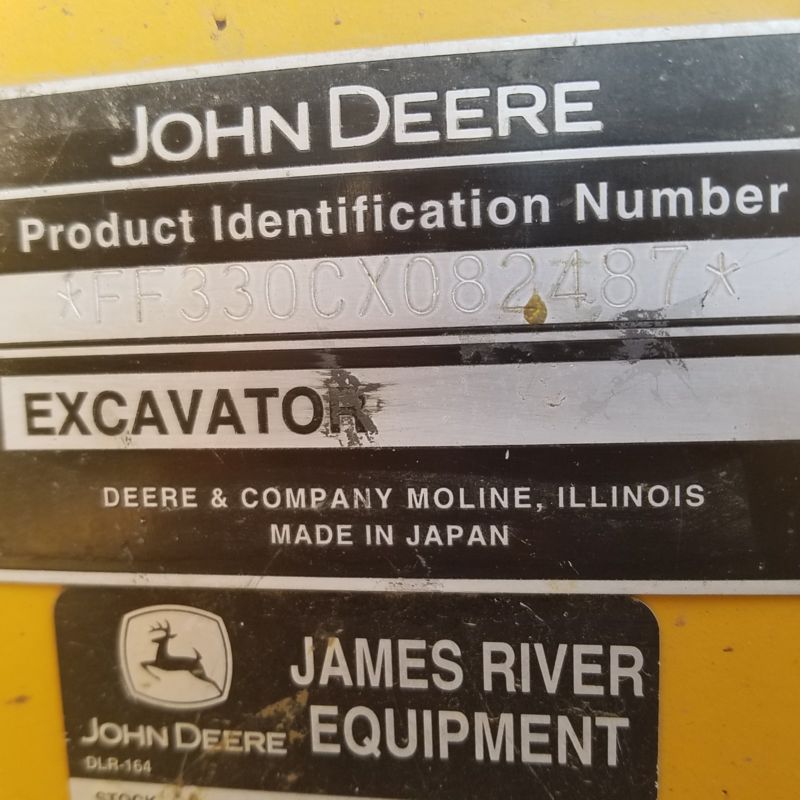 JOHN DEERE
Product Identification Number
*FF330CX082487*
EXCAVATOR
DEERE & COMPANY MOLINE, ILLINOIS
MADE IN JAPAN
JAMES RIVER
EQUIPMENT
JOHN DEERE
DLR-164
STOCK